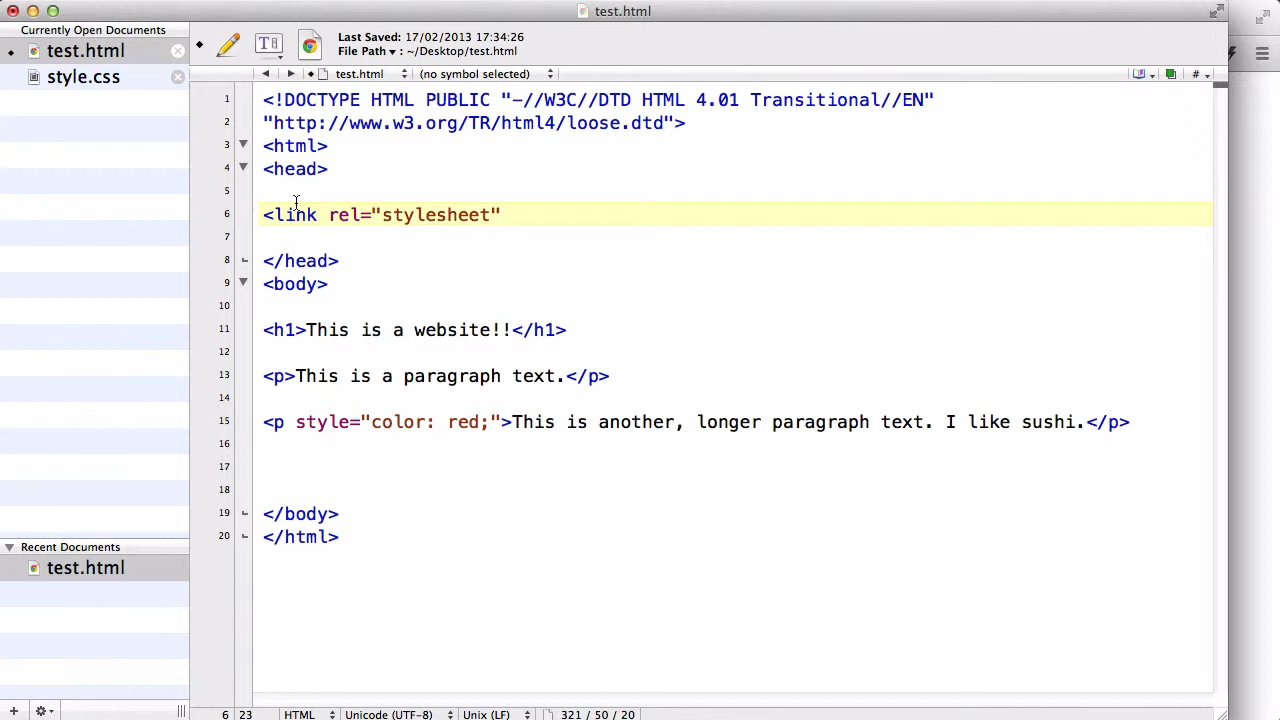 test.html
Currently Open Documents
test.html
style.css
Last Saved: 17/02/2013 17:34:26
File Path ▾ : ~/Desktop/test.html
test.html
(no symbol selected)
#
1 <!DOCTYPE HTML PUBLIC "-//W3C//DTD HTML 4.01 Transitional//EN"
2 "http://www.w3.org/TR/html4/loose.dtd">
3 <html>
4 <head>
5
6 <link rel="stylesheet"
7
8 </head>
9 <body>
10
11 <h1>This is a website!!</h1>
12
13 <p>This is a paragraph text.</p>
14
15 <p style="color: red;">This is another, longer paragraph text. I like sushi.</p>
16
17
18
19 </body>
20 </html>
Recent Documents
test.html
6 23 HTML Unicode (UTF-8) Unix (LF) 321 / 50 / 20